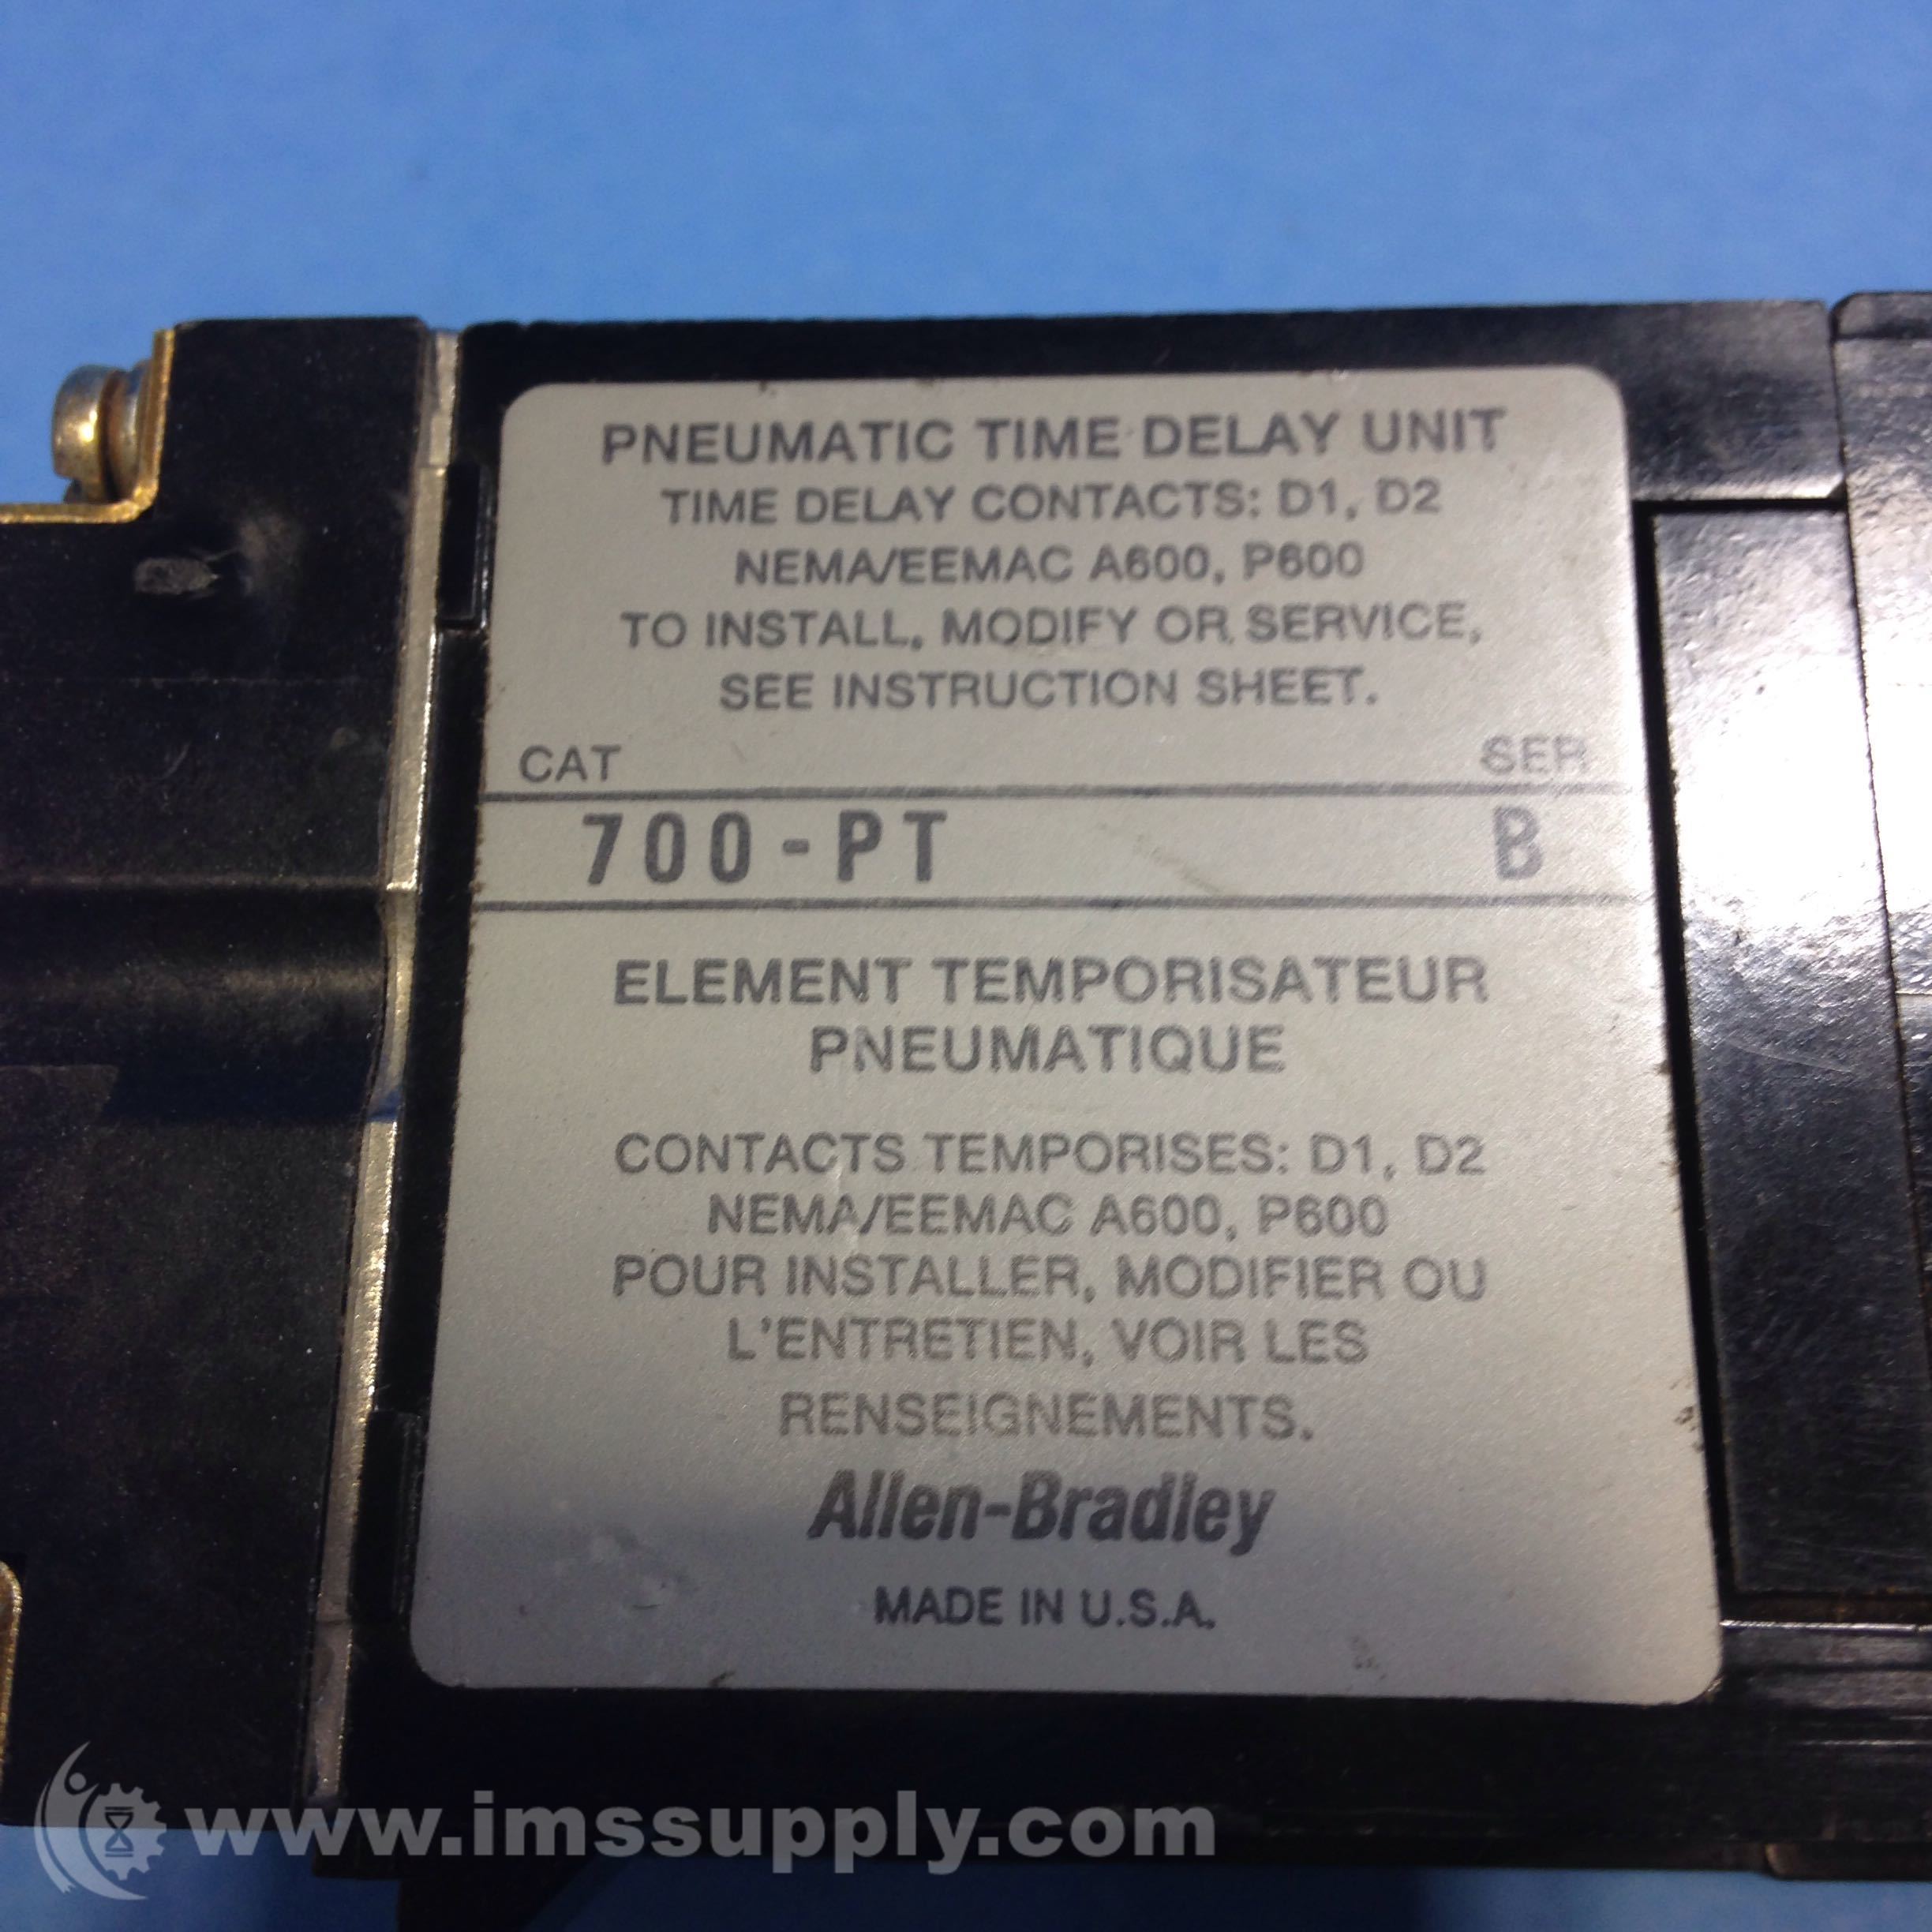 PNEUMATIC TIME DELAY UNIT
TIME DELAY CONTACTS: D1, D2
NEMA/EEMAC A600, P600
TO INSTALL, MODIFY OR SERVICE,
SEE INSTRUCTION SHEET.
CAT SER
700-PT B
ELEMENT TEMPORISATEUR
PNEUMATIQUE
CONTACTS TEMPORISES: D1, D2
NEMA/EEMAC A600, P600
POUR INSTALLER, MODIFIER OU
L'ENTRETIEN, VOIR LES
RENSEIGNEMENTS.
Allen-Bradley
MADE IN U.S.A.
www.imssupply.com